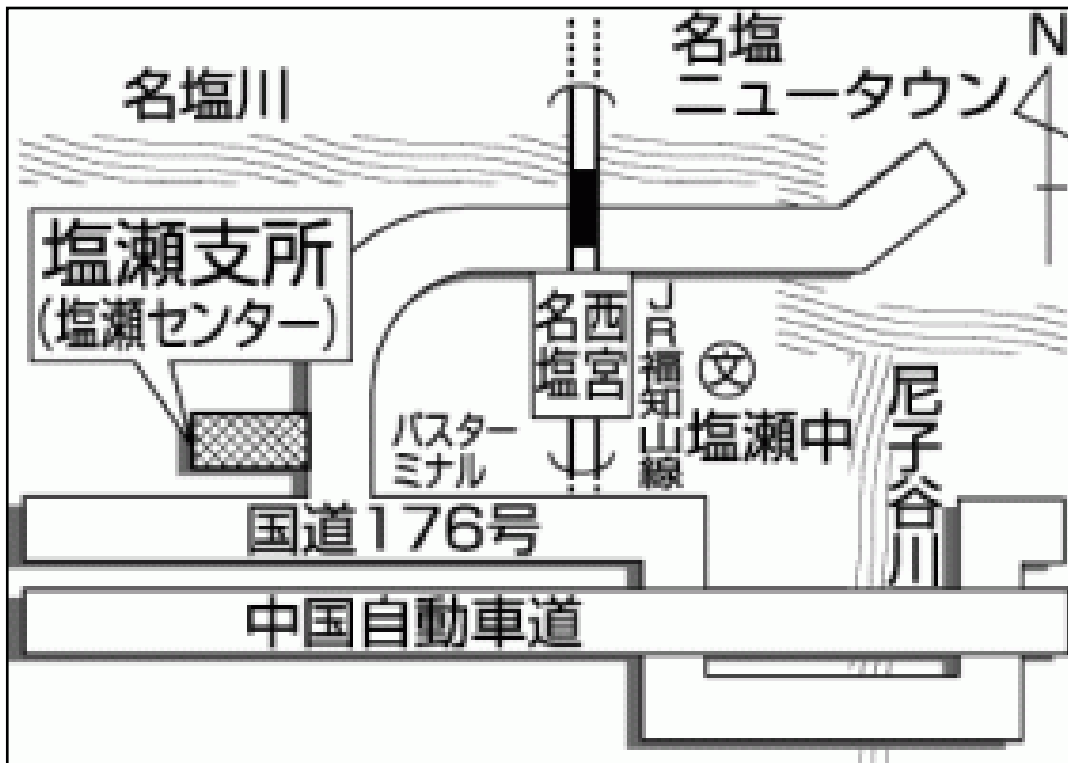 名塩
ニュータウン
N
名塩川
塩瀬支所
(塩瀬センター)
西宮
名塩
JR福知山線
文
塩瀬中
尼子谷川
バスター
ミナル
国道176号
中国自動車道